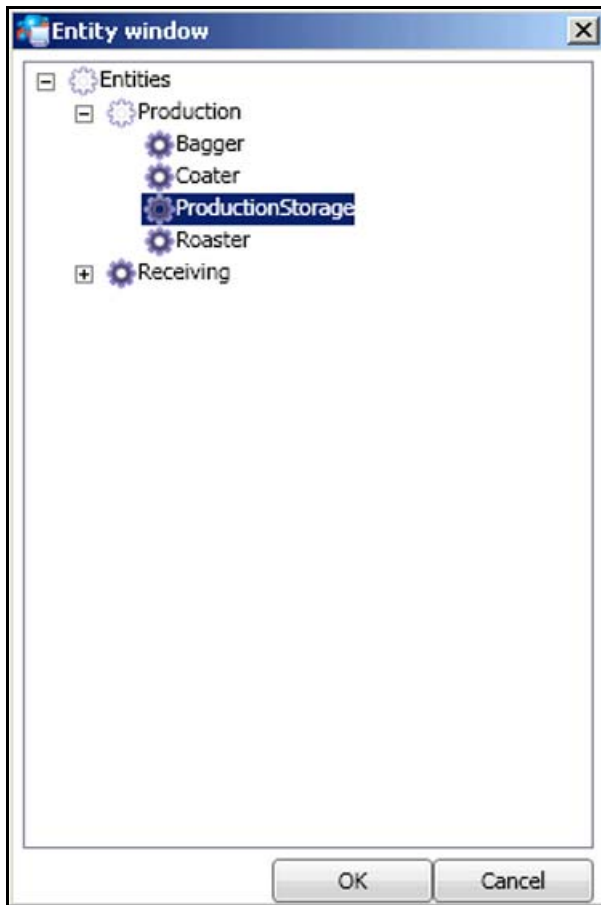 Entity window
Entities
Production
Bagger
Coater
ProductionStorage
Roaster
Receiving
OK Cancel